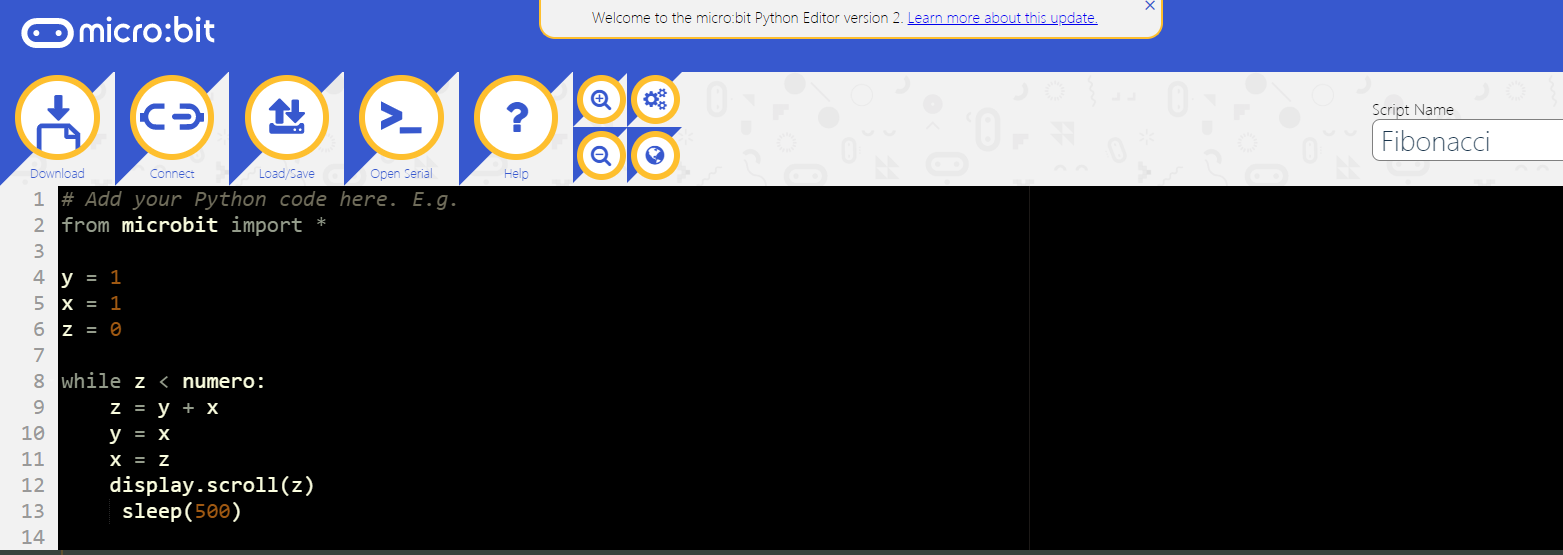 micro:bit
Welcome to the micro:bit Python Editor version 2. Learn more about this update.
×
Download
Connect
Load/Save
Open Serial
Help
Script Name
Fibonacci
1 # Add your Python code here. E.g.
2 from microbit import *
3
4 y = 1
5 x = 1
6 z = 0
7
8 while z < numero:
9     z = y + x
10     y = x
11     x = z
12     display.scroll(z)
13      sleep(500)
14